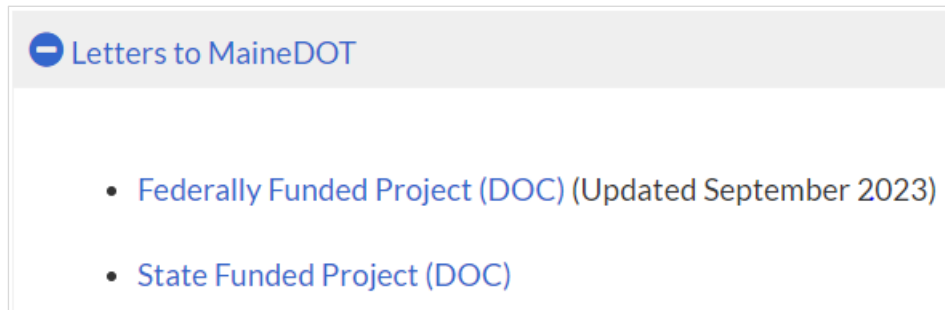 Letters to MaineDOT
• Federally Funded Project (DOC) (Updated September 2023)
• State Funded Project (DOC)